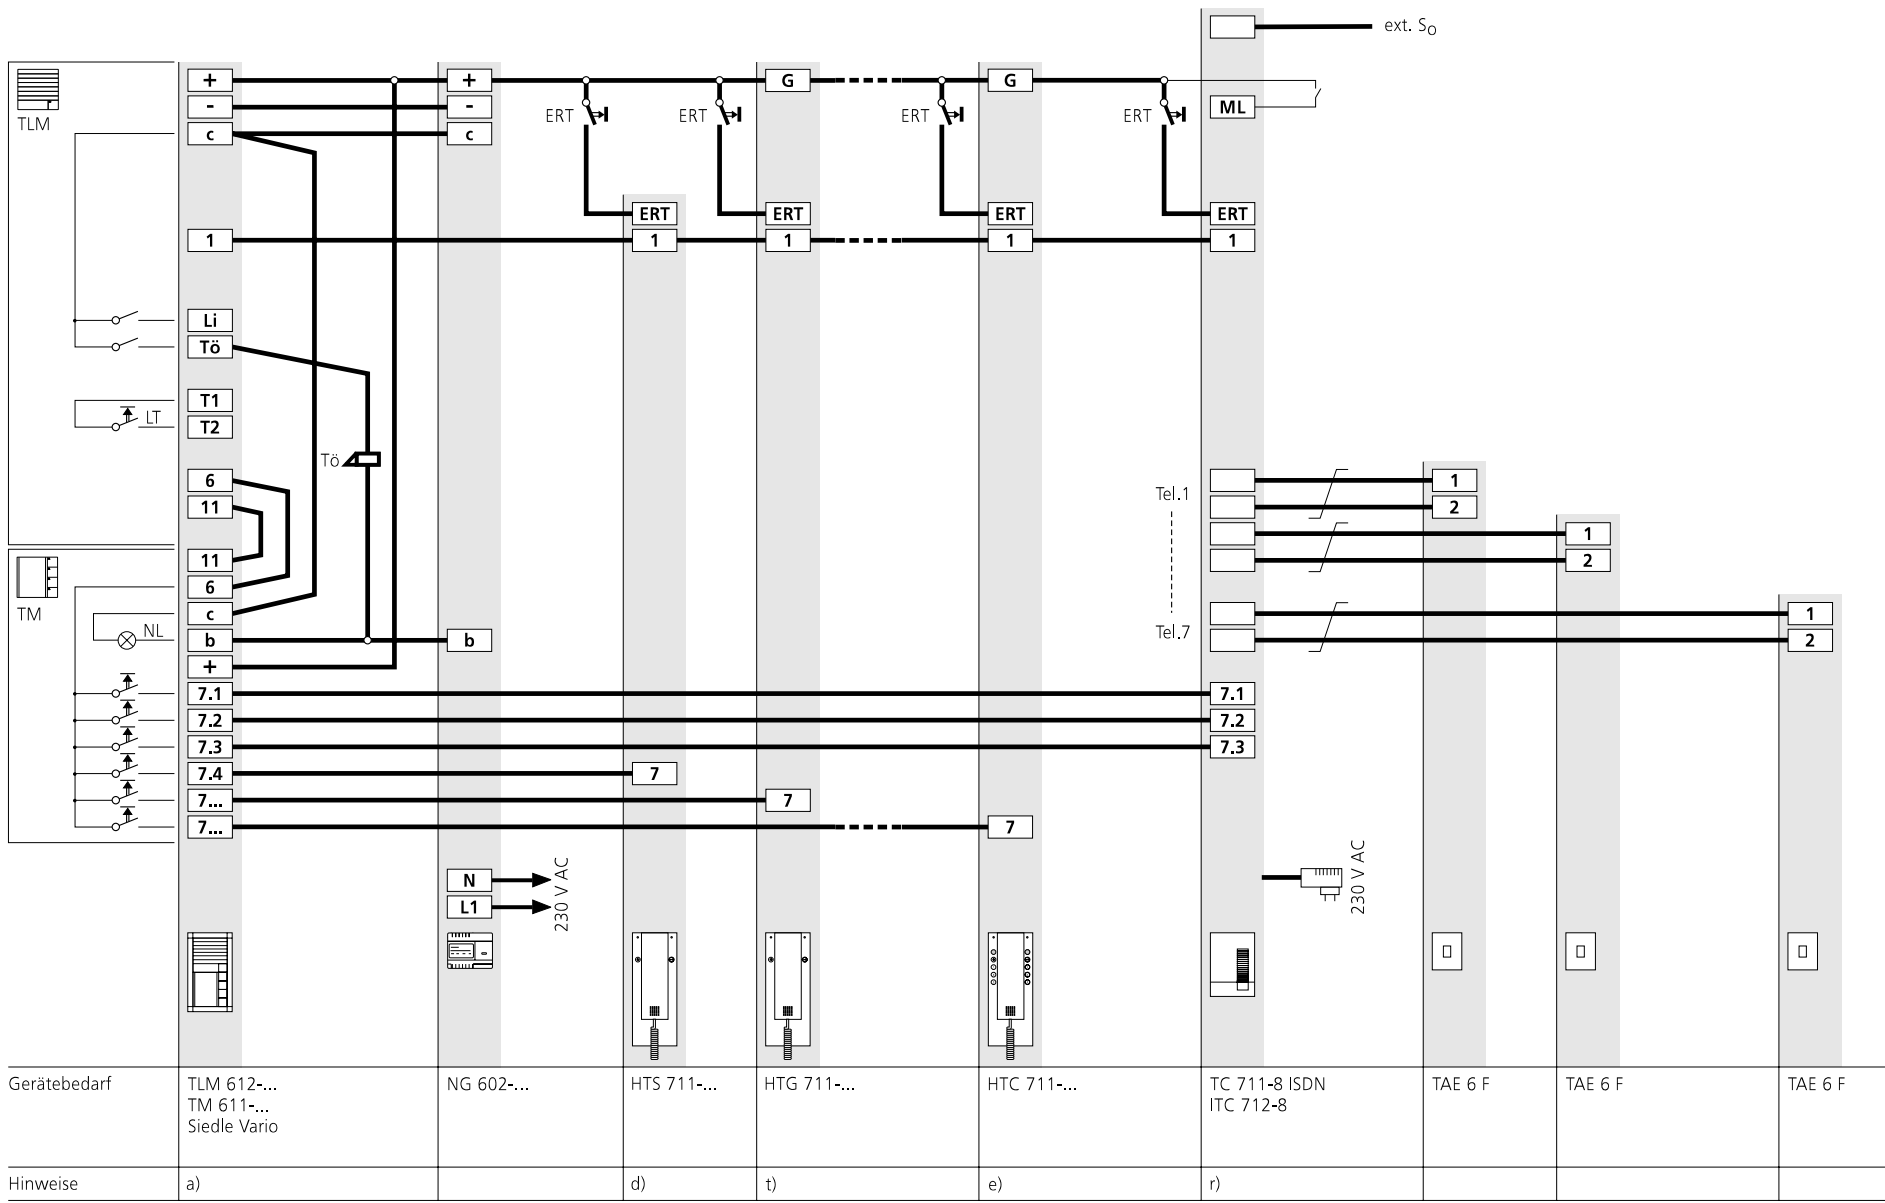 ext. S0
TLM
+ + G G
- - ERT ERT ERT ERT ML
c c
ERT ERT ERT ERT
1 1 1 1 1
Li
Tö
T1
LT
T2
Tö
6 1
11 Tel.1 2
1
11 2
6
TM
c 1
NL b b Tel.7 2
+
7.1 7.1
7.2 7.2
7.3 7.3
7.4 7
7... 7
7... 7
N
L1
230 V AC
230 V AC
Gerätebedarf TLM 612-... NG 602-... HTS 711-... HTG 711-... HTC 711-... TC 711-8 ISDN TAE 6 F TAE 6 F TAE 6 F
TM 611-... ITC 712-8
Siedle Vario
Hinweise a) d) t) e) r)